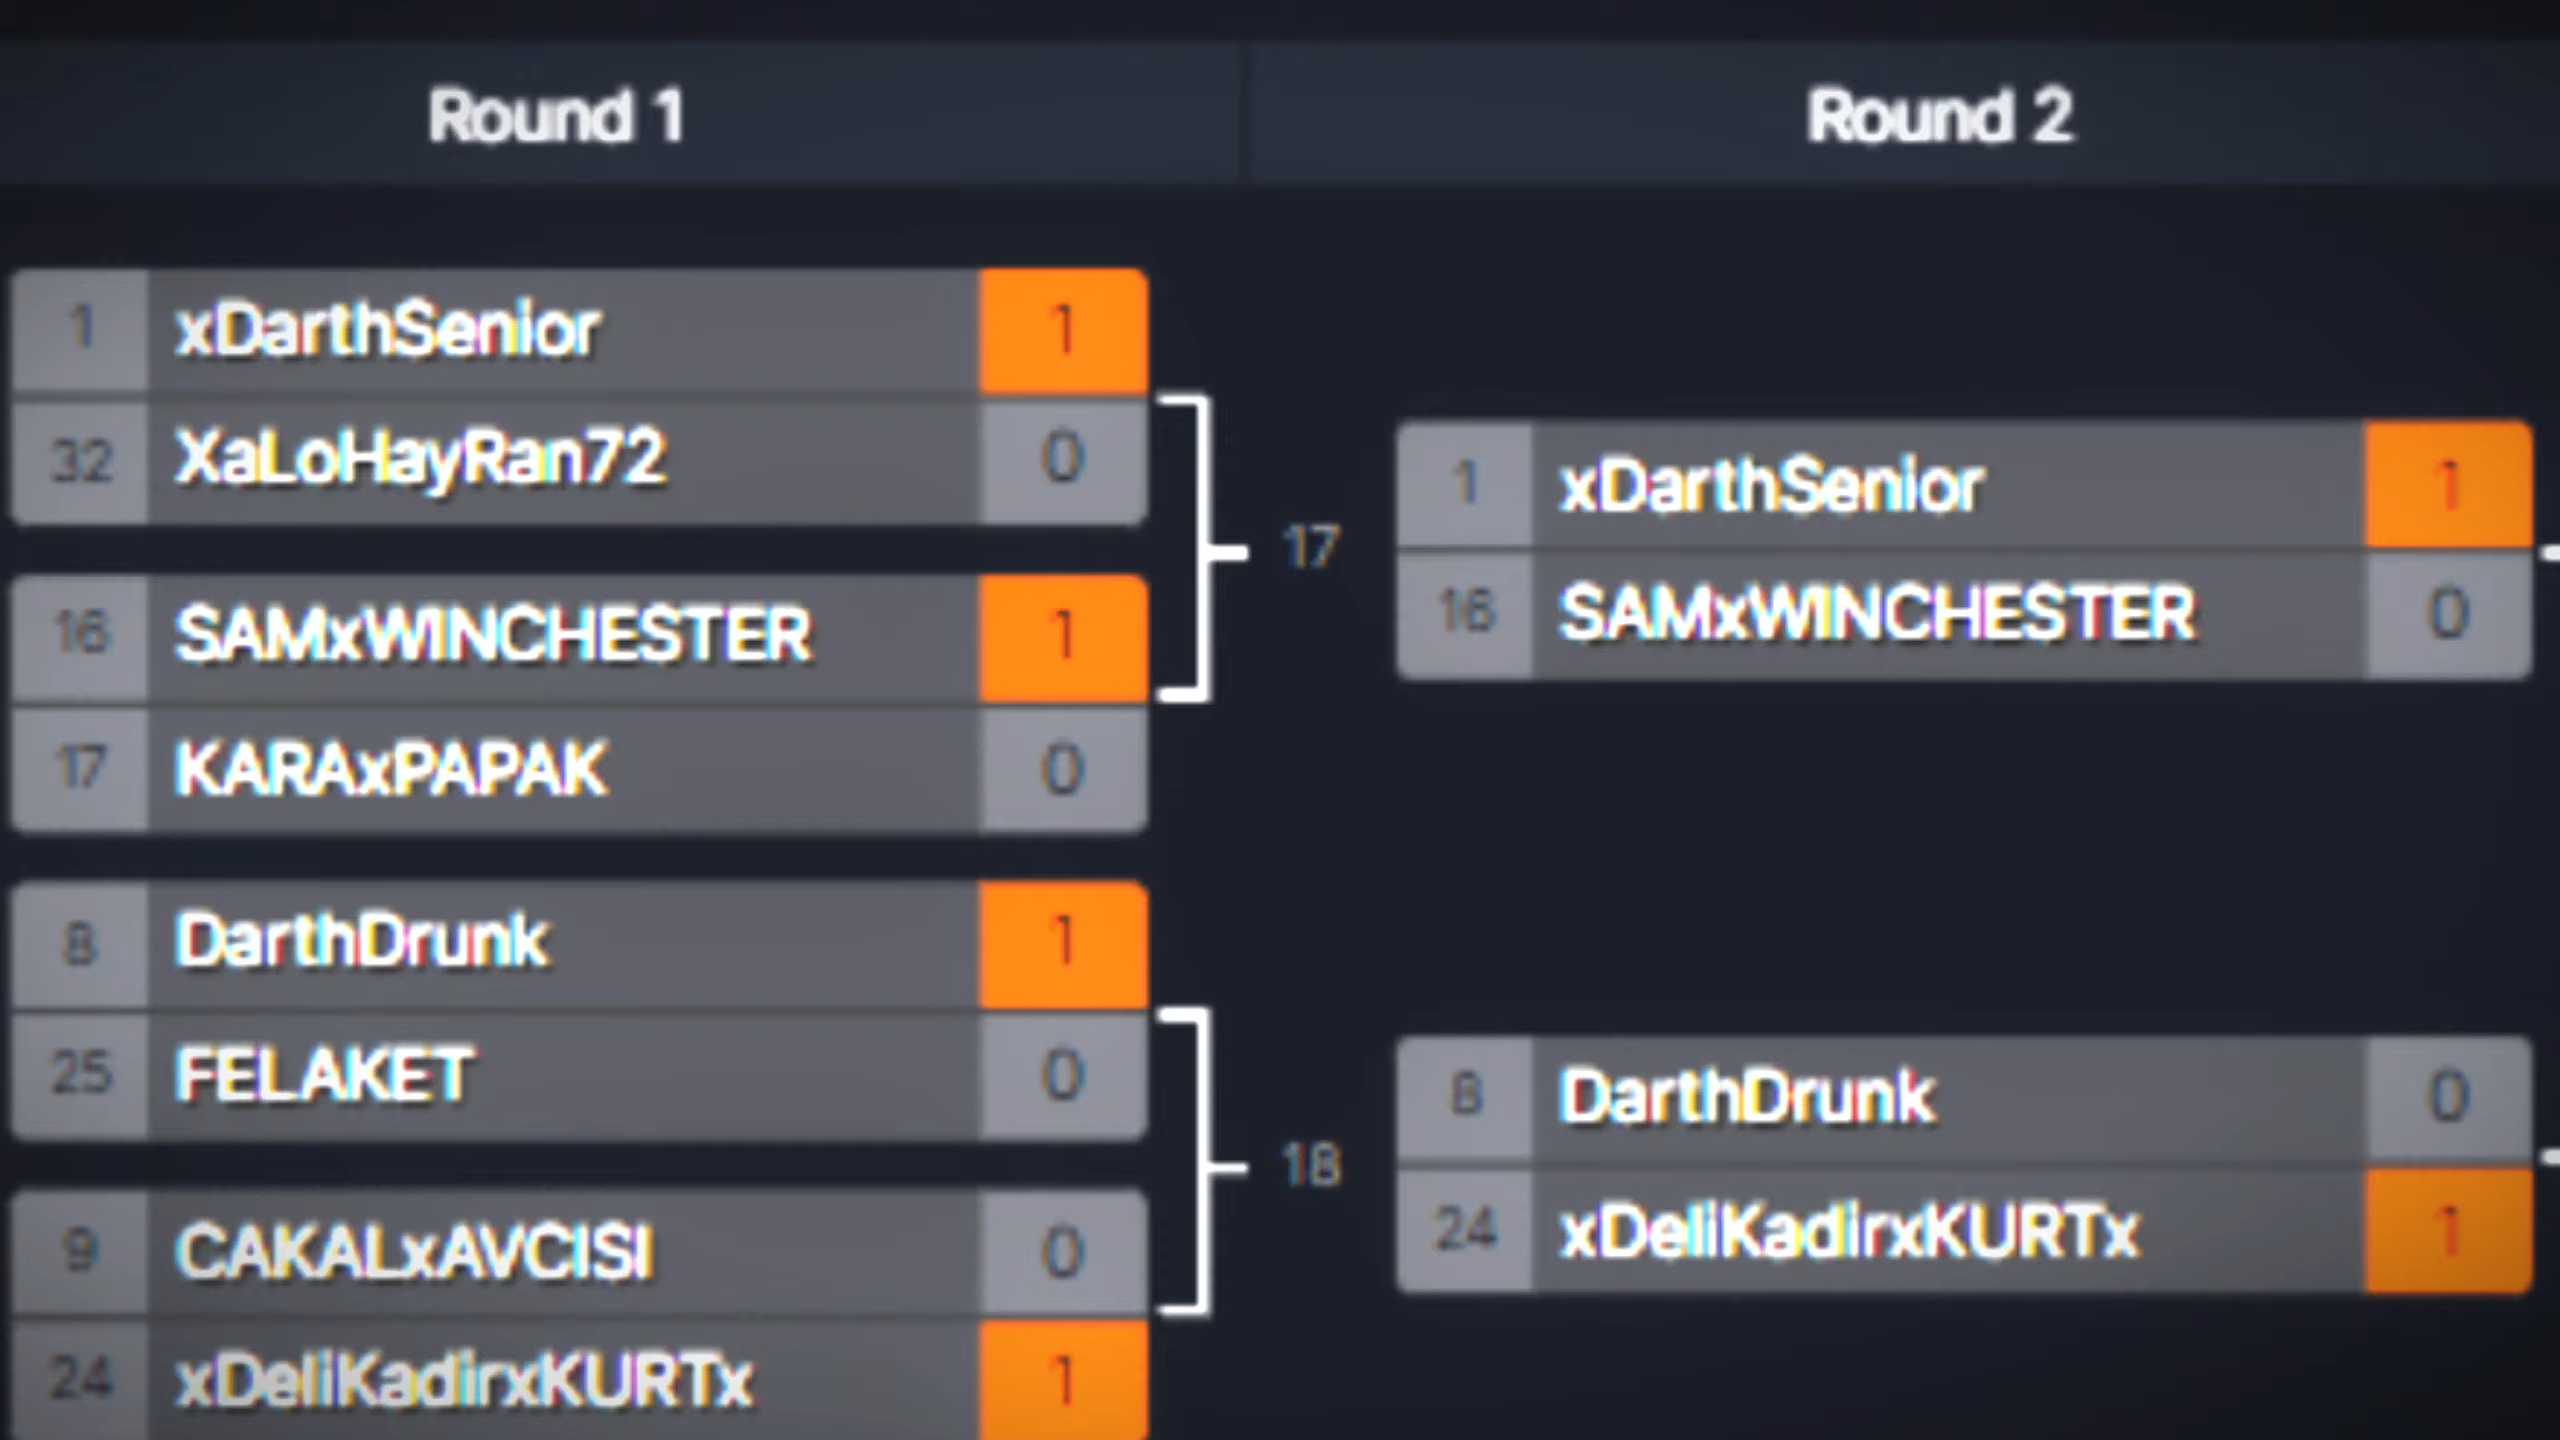 Round 1
Round 2
1 xDarthSenior 1
32 XaLoHayRan72 0
16 SAMxWINCHESTER 1
17 KARAxPAPAK 0
17
1 xDarthSenior 1
16 SAMxWINCHESTER 0
8 DarthDrunk 1
25 FELAKET 0
9 CAKALxAVCISI 0
24 xDeliKadirxKURTx 1
18
8 DarthDrunk 0
24 xDeliKadirxKURTx 1